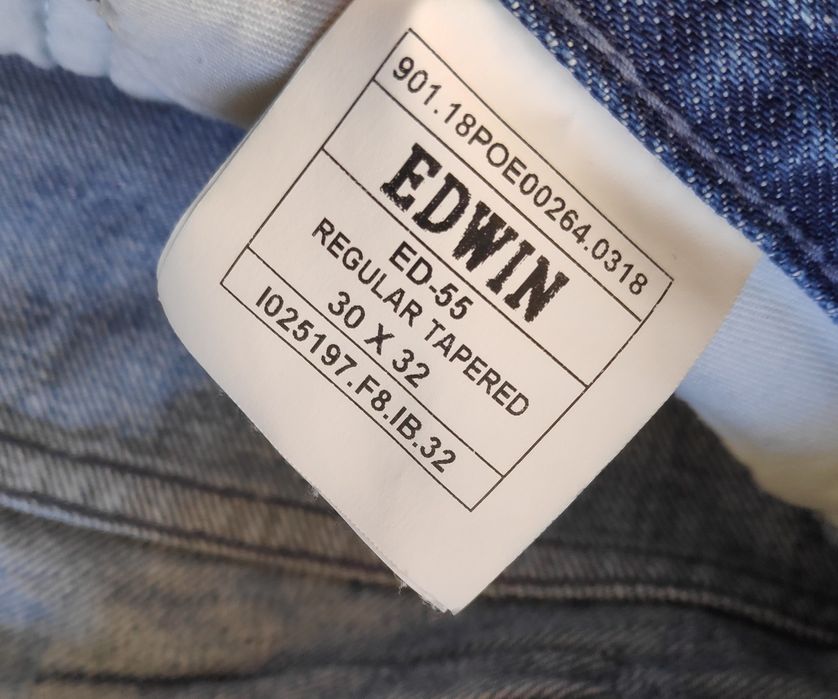 901.18POE00264.0318
EDWIN
ED-55
REGULAR TAPERED
30 X 32
I025197.F8.IB.32